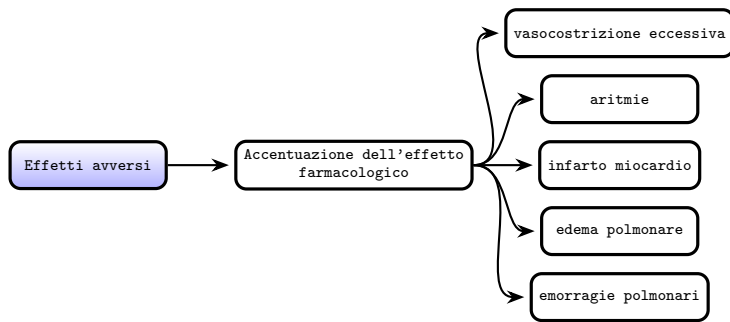 vasocostrizione eccessiva
aritmie
Effetti avversi
Accentuazione dell'effetto
farmacologico
infarto miocardio
edema polmonare
emorragie polmonari